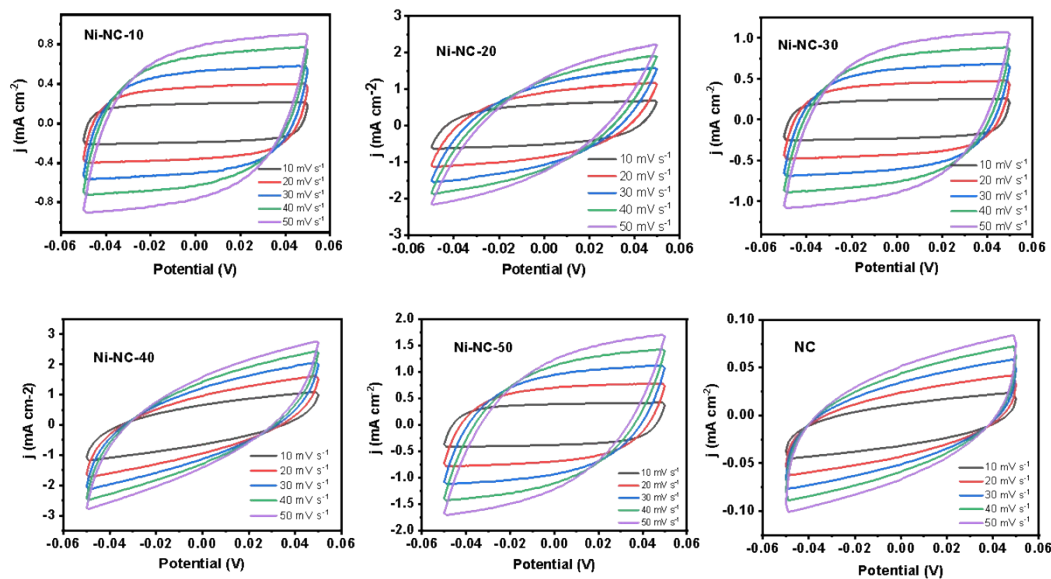 Ni-NC-10
j (mA cm⁻²)
0.8
0.4
0.0
-0.4
-0.8
10 mV s⁻¹
20 mV s⁻¹
30 mV s⁻¹
40 mV s⁻¹
50 mV s⁻¹
-0.06 -0.04 -0.02 0.00 0.02 0.04 0.06
Potential (V)
Ni-NC-20
j (mA cm⁻²)
3
2
1
0
-1
-2
-3
10 mV s⁻¹
20 mV s⁻¹
30 mV s⁻¹
40 mV s⁻¹
50 mV s⁻¹
-0.06 -0.04 -0.02 0.00 0.02 0.04 0.06
Potential (V)
Ni-NC-30
j (mA cm⁻²)
1.0
0.5
0.0
-0.5
-1.0
10 mV s⁻¹
20 mV s⁻¹
30 mV s⁻¹
40 mV s⁻¹
50 mV s⁻¹
-0.06 -0.04 -0.02 0.00 0.02 0.04 0.06
Potential (V)
Ni-NC-40
j (mA cm-2)
3
2
1
0
-1
-2
-3
10 mV s⁻¹
20 mV s⁻¹
30 mV s⁻¹
40 mV s⁻¹
50 mV s⁻¹
-0.06 -0.04 -0.02 0.00 0.02 0.04 0.06
Potential (V)
Ni-NC-50
j (mA cm⁻²)
2.0
1.5
1.0
0.5
0.0
-0.5
-1.0
-1.5
-2.0
10 mV s⁻¹
20 mV s⁻¹
30 mV s⁻¹
40 mV s⁻¹
50 mV s⁻¹
-0.06 -0.04 -0.02 0.00 0.02 0.04 0.06
Potential (V)
NC
j (mA cm⁻²)
0.10
0.05
0.00
-0.05
-0.10
10 mV s⁻¹
20 mV s⁻¹
30 mV s⁻¹
40 mV s⁻¹
50 mV s⁻¹
-0.06 -0.04 -0.02 0.00 0.02 0.04 0.06
Potential (V)